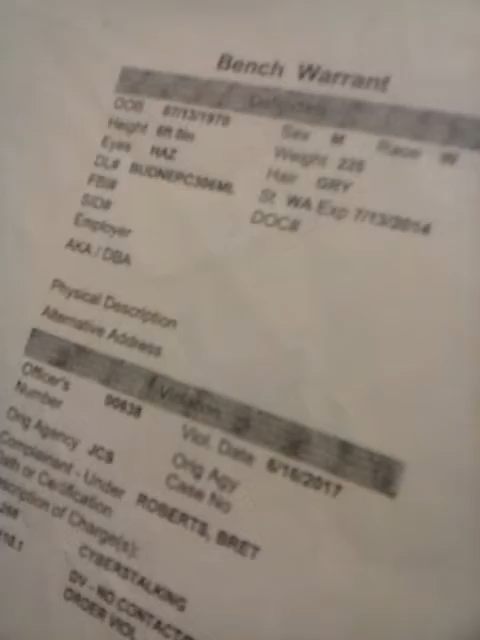 Bench Warrant
Defendant
DOB 07/13/1970 Sex M Race W
Height 6ft 0in Weight 225
Eyes HAZ Hair GRY
DL# St WA Exp 7/13/2014
FBI# DOC#
SID#
Employer
AKA / DBA
Physical Description
Alternative Address
Violation
Officer's Number 90638 Viol. Date 6/16/2017
Orig Agency JCS Orig Agy Case No
Complainant - Under ROBERTS, BRET
Oath or Certification
Description of Charge(s):
CYBERSTALKING
DV - NO CONTACT
ORDER VIOL